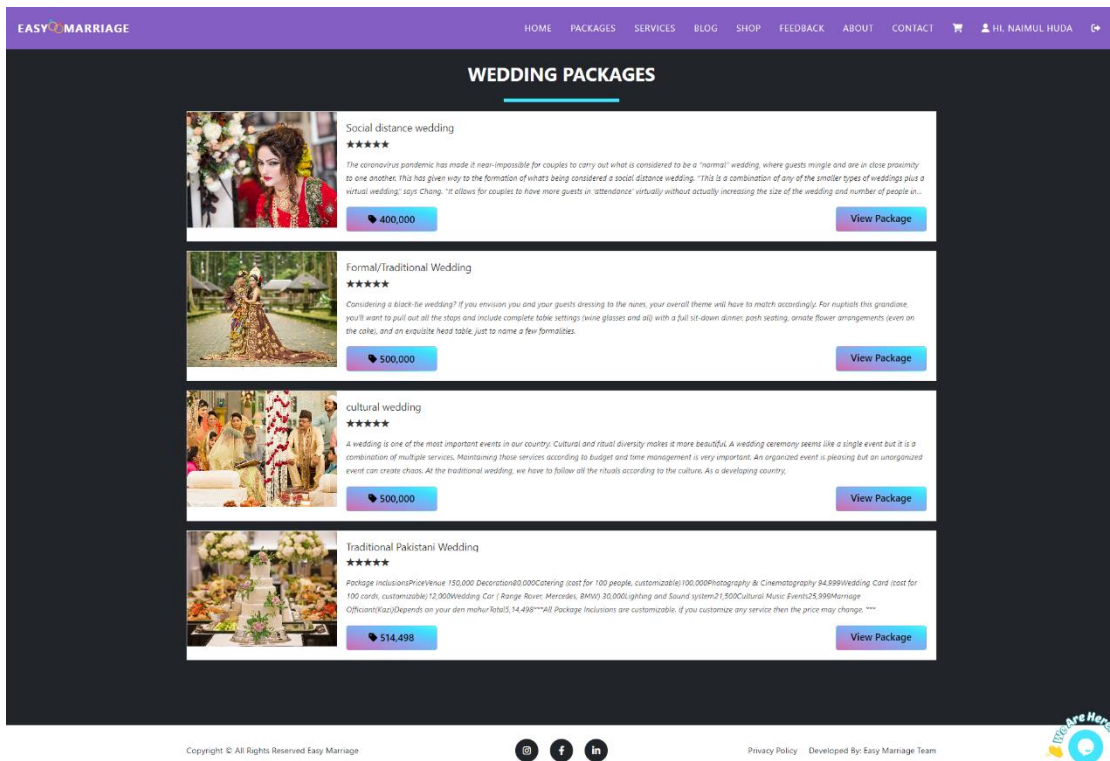 EASY MARRIAGE
HOME PACKAGES SERVICES BLOG SHOP FEEDBACK ABOUT CONTACT HI, NAIMUL HUDA
WEDDING PACKAGES
Social distance wedding
The coronavirus pandemic has made it near-impossible for couples to carry out what is considered to be a "normal" wedding, where guests mingle and are in close proximity
to one another. This has given way to the formation of what's being considered a social distance wedding. "This is a combination of any of the smaller types of weddings plus a
virtual wedding," says Chang. "It allows for couples to have more guests in 'attendance' virtually without actually increasing the size of the wedding and number of people in...
400,000 View Package
Formal/Traditional Wedding
Considering a black-tie wedding? If you envision you and your guests dressing to the nines, your overall theme will have to match accordingly. For nuptials this grandiose,
you'll want to pull out all the stops and include complete table settings (wine glasses and all) with a full sit-down dinner, posh seating, ornate flower arrangements (even on
the cake), and an exquisite head table, just to name a few formalities.
500,000 View Package
cultural wedding
A wedding is one of the most important events in our country. Cultural and ritual diversity makes it more beautiful. A wedding ceremony seems like a single event but it is a
combination of multiple services. Maintaining those services according to budget and time management is very important. An organized event is pleasing but an unorganized
event can create chaos. At the traditional wedding, we have to follow all the rituals according to the culture. As a developing country,
500,000 View Package
Traditional Pakistani Wedding
Package InclusionsPriceVenue 150,000 Decoration80,000Catering (cost for 100 people, customizable)100,000Photography & Cinematography 94,999Wedding Card (cost for
100 cards, customizable)12,000Wedding Car ( Range Rover, Mercedes, BMW) 30,000Lighting and Sound system21,500Cultural Music Events25,999Marriage
Officiant(Kazi)Depends on your den mohurTotal5,14,498***All Package Inclusions are customizable. if you customize any service then the price may change. ***
514,498 View Package
We Are Here
Copyright © All Rights Reserved Easy Marriage Privacy Policy Developed By: Easy Marriage Team